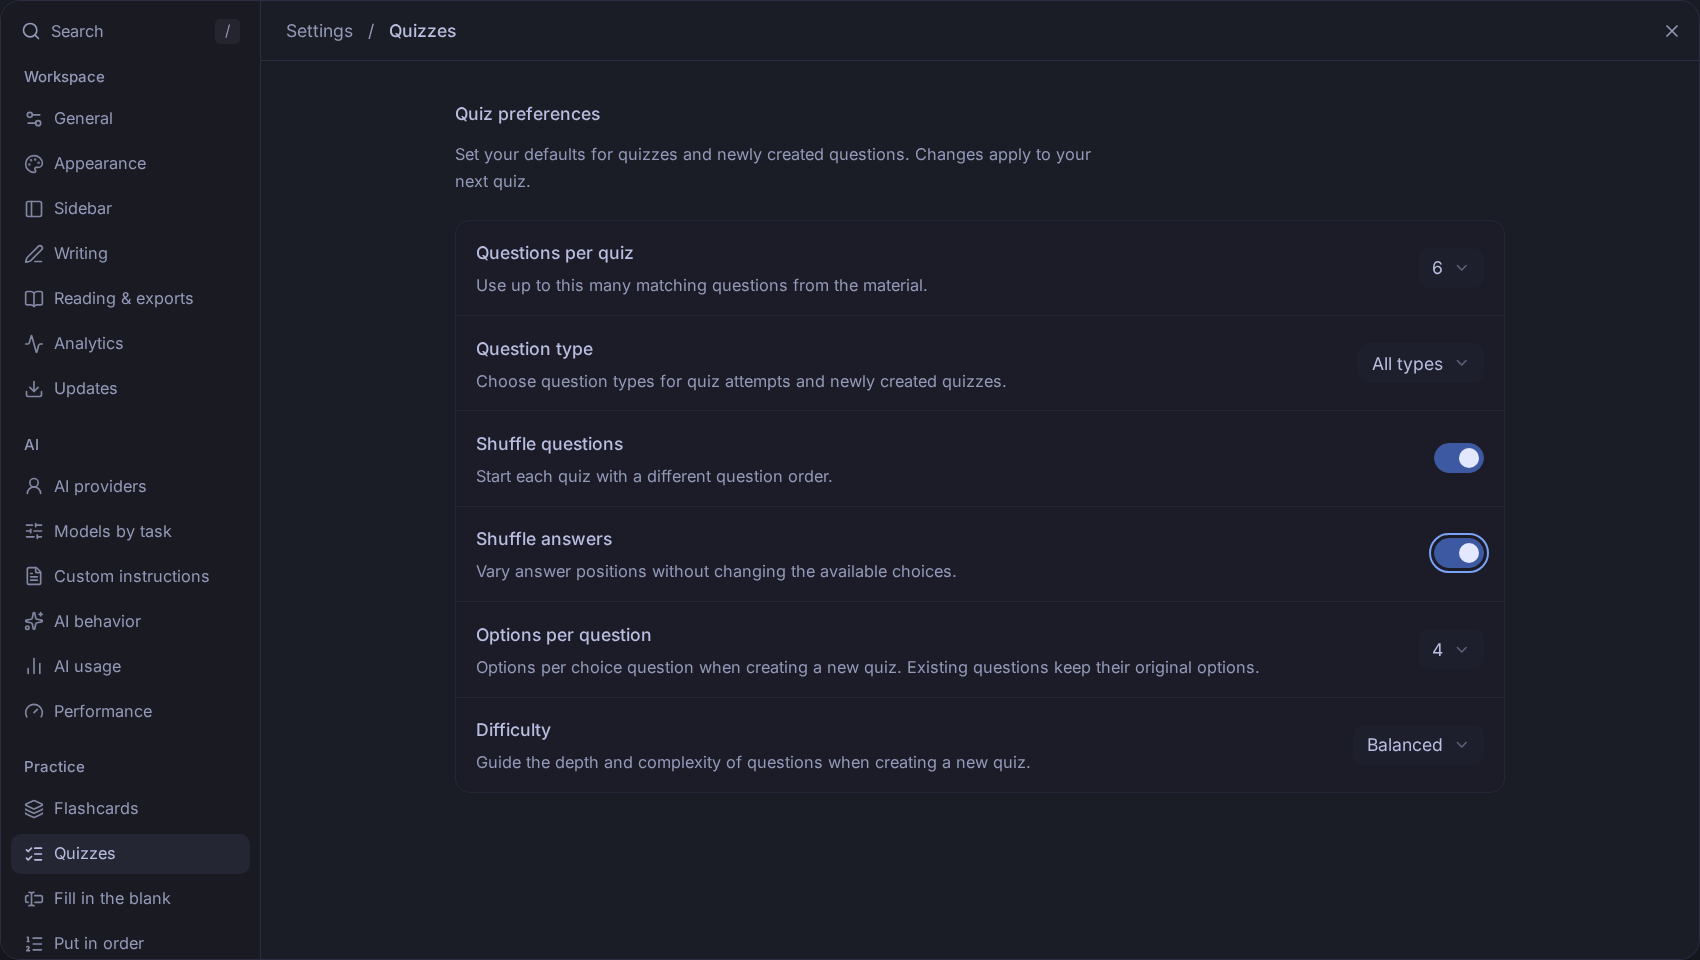 Search /
Workspace
General
Appearance
Sidebar
Writing
Reading & exports
Analytics
Updates
AI
AI providers
Models by task
Custom instructions
AI behavior
AI usage
Performance
Practice
Flashcards
Quizzes
Fill in the blank
Put in order
Settings / Quizzes
Quiz preferences
Set your defaults for quizzes and newly created questions. Changes apply to your
next quiz.
Questions per quiz
Use up to this many matching questions from the material.
6
Question type
Choose question types for quiz attempts and newly created quizzes.
All types
Shuffle questions
Start each quiz with a different question order.
Shuffle answers
Vary answer positions without changing the available choices.
Options per question
Options per choice question when creating a new quiz. Existing questions keep their original options.
4
Difficulty
Guide the depth and complexity of questions when creating a new quiz.
Balanced